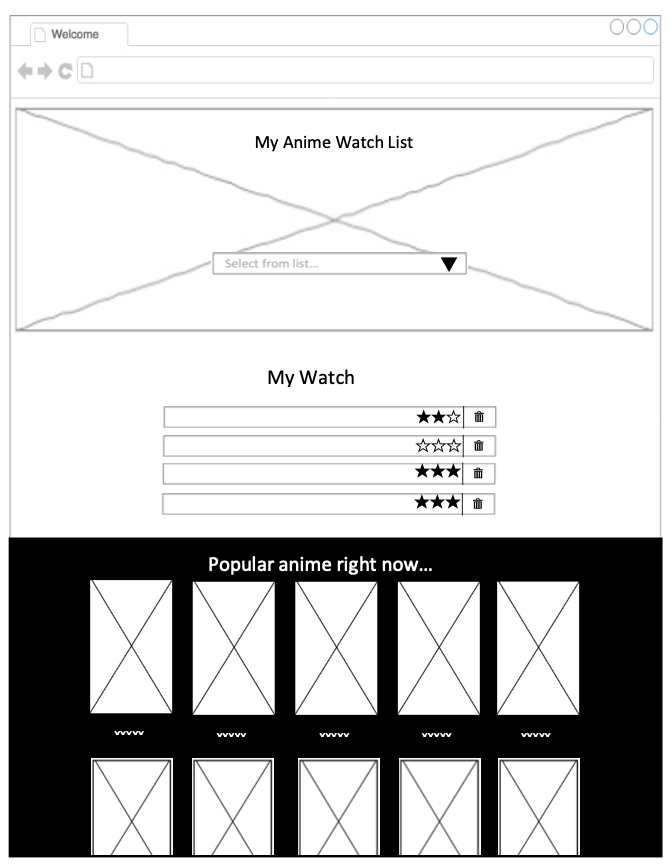 Welcome
My Anime Watch List
Select from list...
My Watch
Popular anime right now...